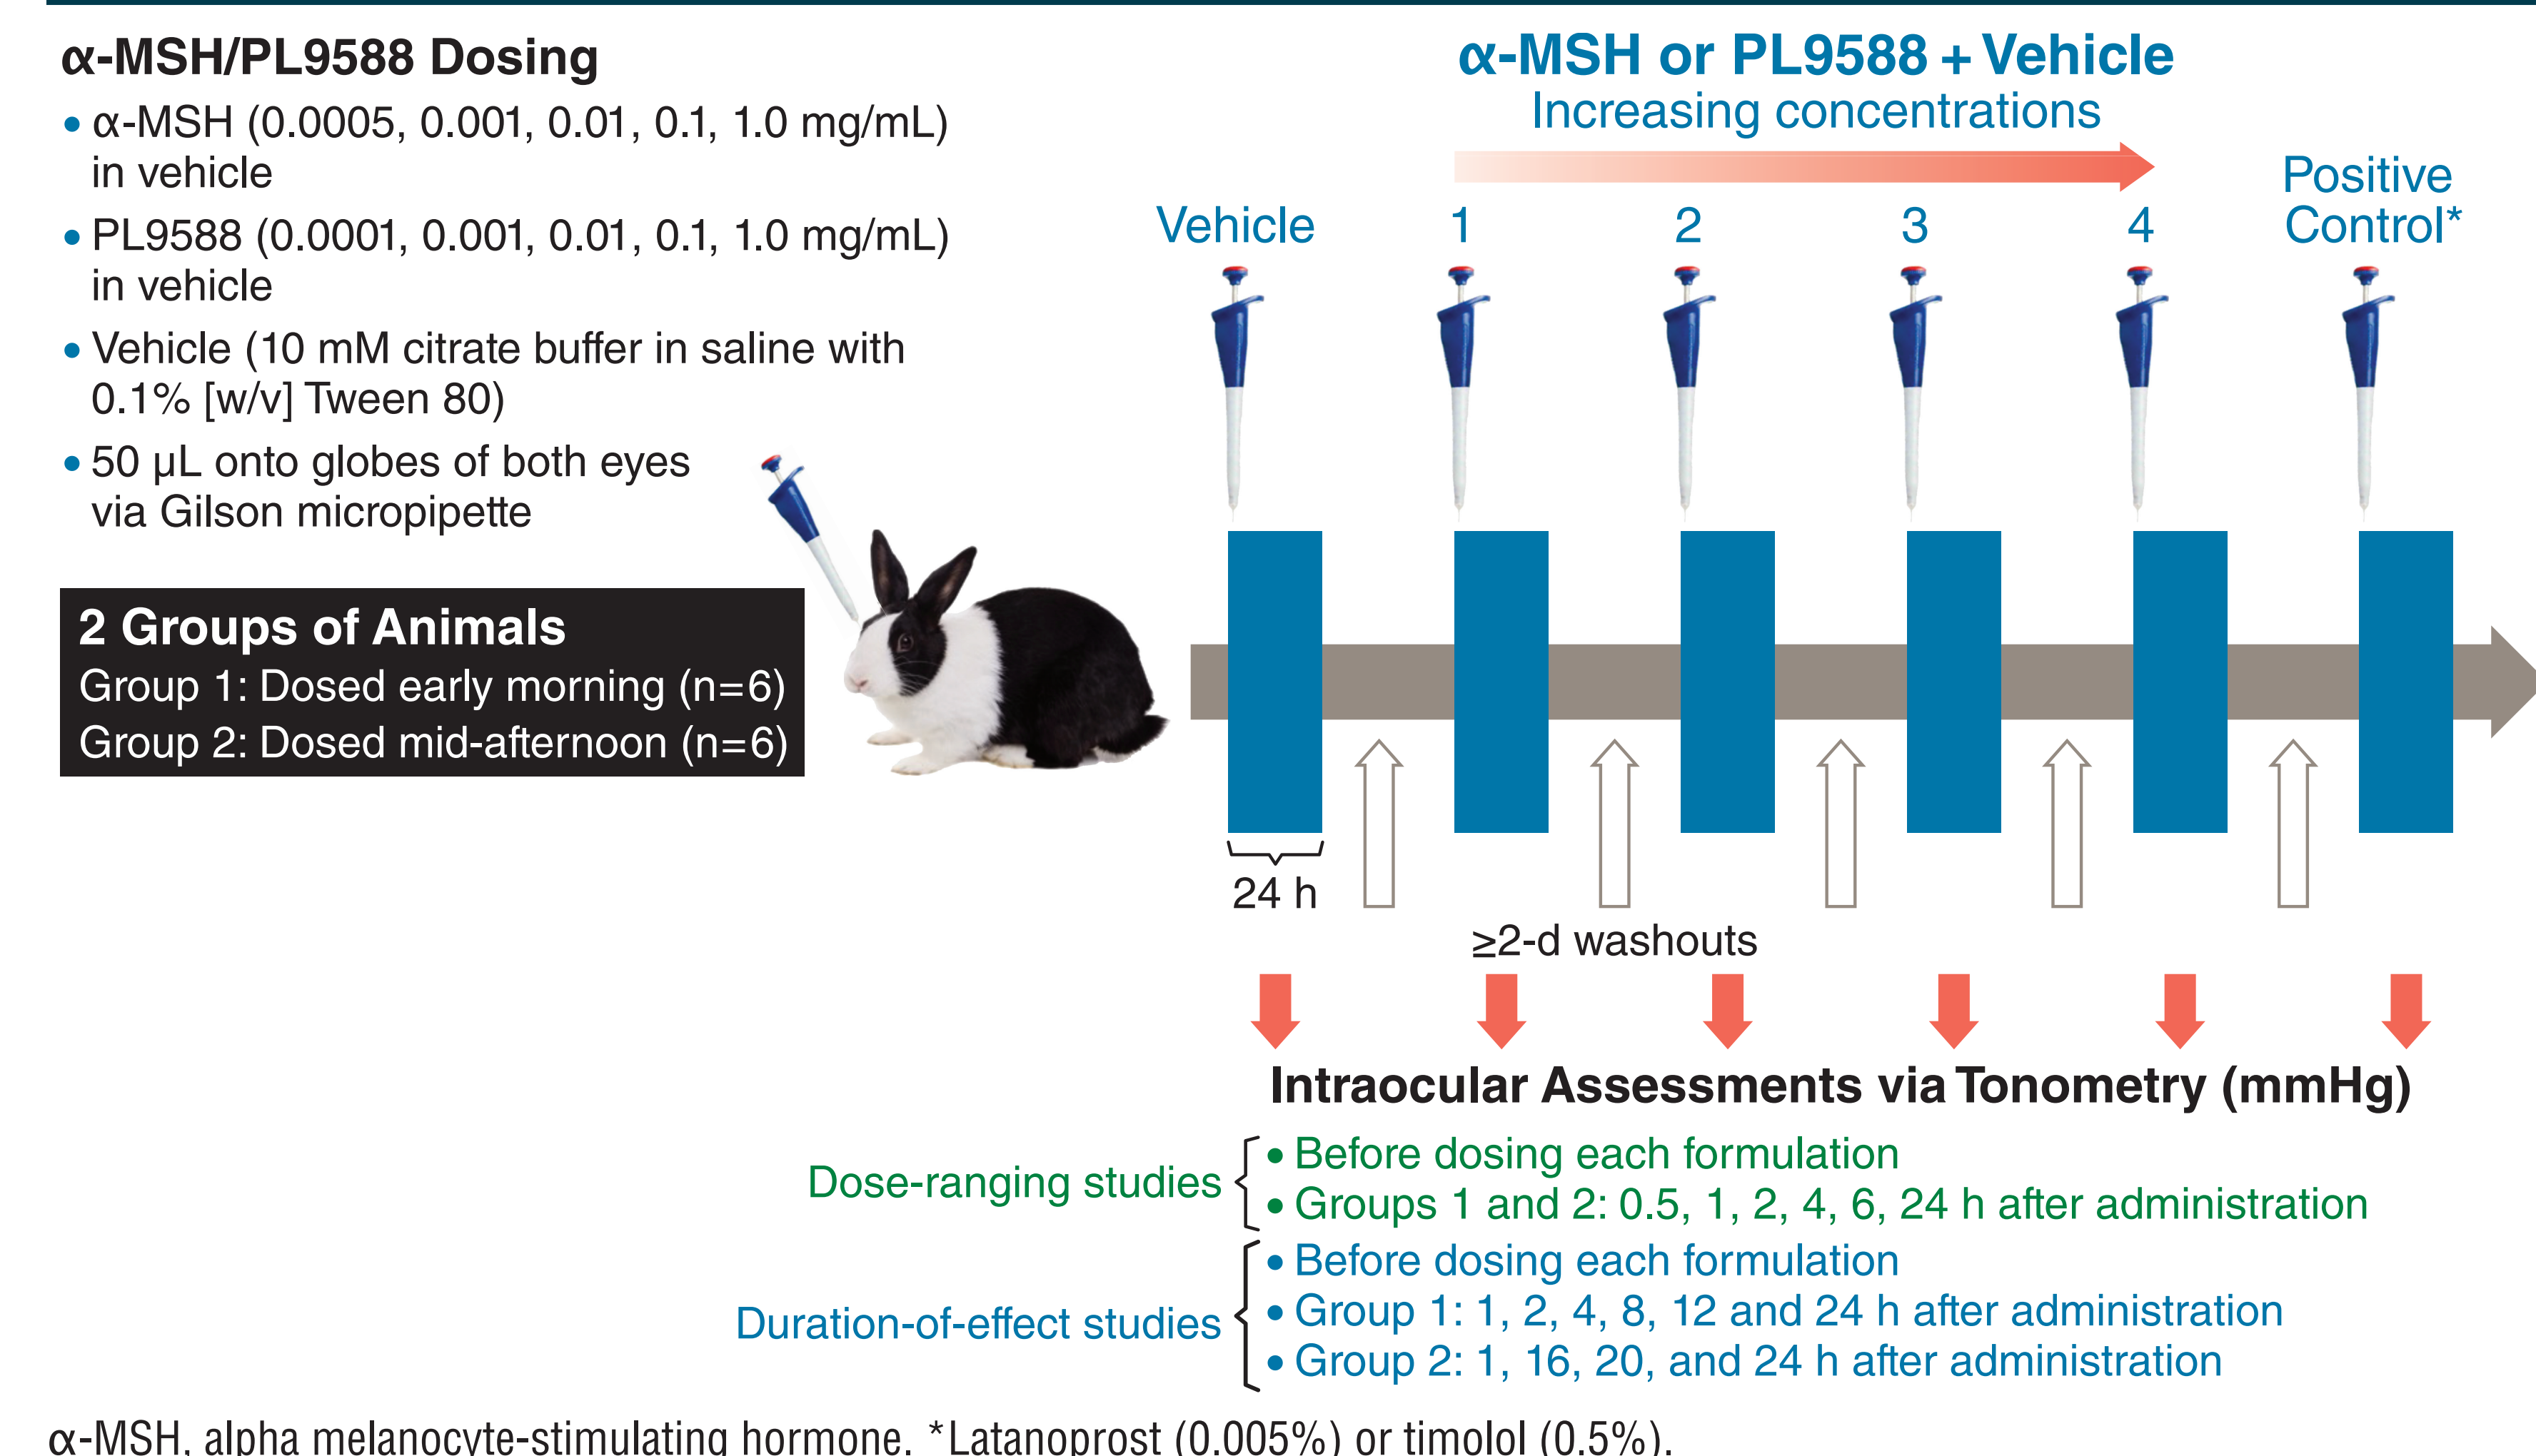 α-MSH/PL9588 Dosing
• α-MSH (0.0005, 0.001, 0.01, 0.1, 1.0 mg/mL)
in vehicle
• PL9588 (0.0001, 0.001, 0.01, 0.1, 1.0 mg/mL)
in vehicle
• Vehicle (10 mM citrate buffer in saline with
0.1% [w/v] Tween 80)
• 50 µL onto globes of both eyes
via Gilson micropipette
2 Groups of Animals
Group 1: Dosed early morning (n=6)
Group 2: Dosed mid-afternoon (n=6)
α-MSH or PL9588 + Vehicle
Increasing concentrations
Vehicle
1
2
3
4
Positive
Control*
24 h
≥2-d washouts
Intraocular Assessments via Tonometry (mmHg)
Dose-ranging studies
• Before dosing each formulation
• Groups 1 and 2: 0.5, 1, 2, 4, 6, 24 h after administration
Duration-of-effect studies
• Before dosing each formulation
• Group 1: 1, 2, 4, 8, 12 and 24 h after administration
• Group 2: 1, 16, 20, and 24 h after administration
α-MSH, alpha melanocyte-stimulating hormone. *Latanoprost (0.005%) or timolol (0.5%).